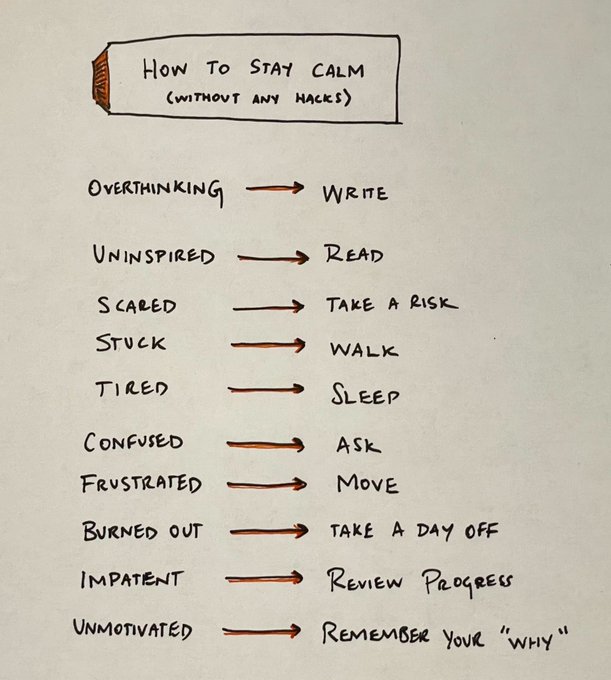 HOW TO STAY CALM
(WITHOUT ANY HACKS)
OVERTHINKING → WRITE
UNINSPIRED → READ
SCARED → TAKE A RISK
STUCK → WALK
TIRED → SLEEP
CONFUSED → ASK
FRUSTRATED → MOVE
BURNED OUT → TAKE A DAY OFF
IMPATIENT → REVIEW PROGRESS
UNMOTIVATED → REMEMBER YOUR "WHY"